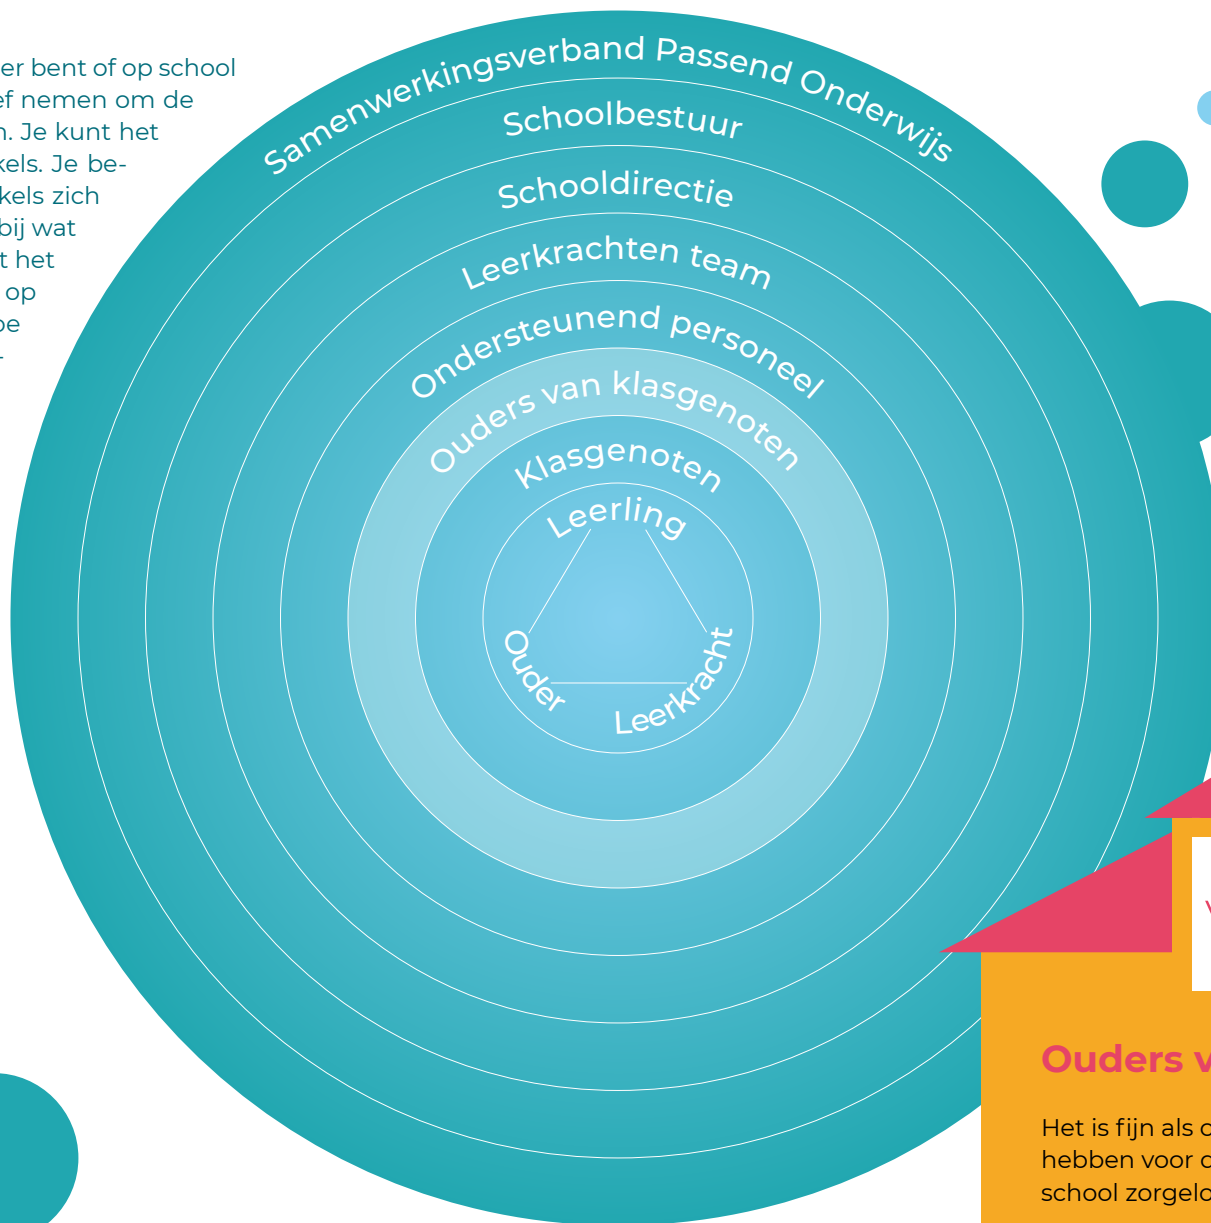 er bent of op school
ef nemen om de
n. Je kunt het
kels. Je be-
kels zich
bij wat
t het
op
Samenwerkingsverband Passend Onderwijs
Schoolbestuur
Schooldirectie
Leerkrachten team
Ondersteunend personeel
Ouders van klasgenoten
Klasgenoten
Leerling
Ouder
Leerkracht
Ouders v
Het is fijn als
hebben voor
school zorgelo